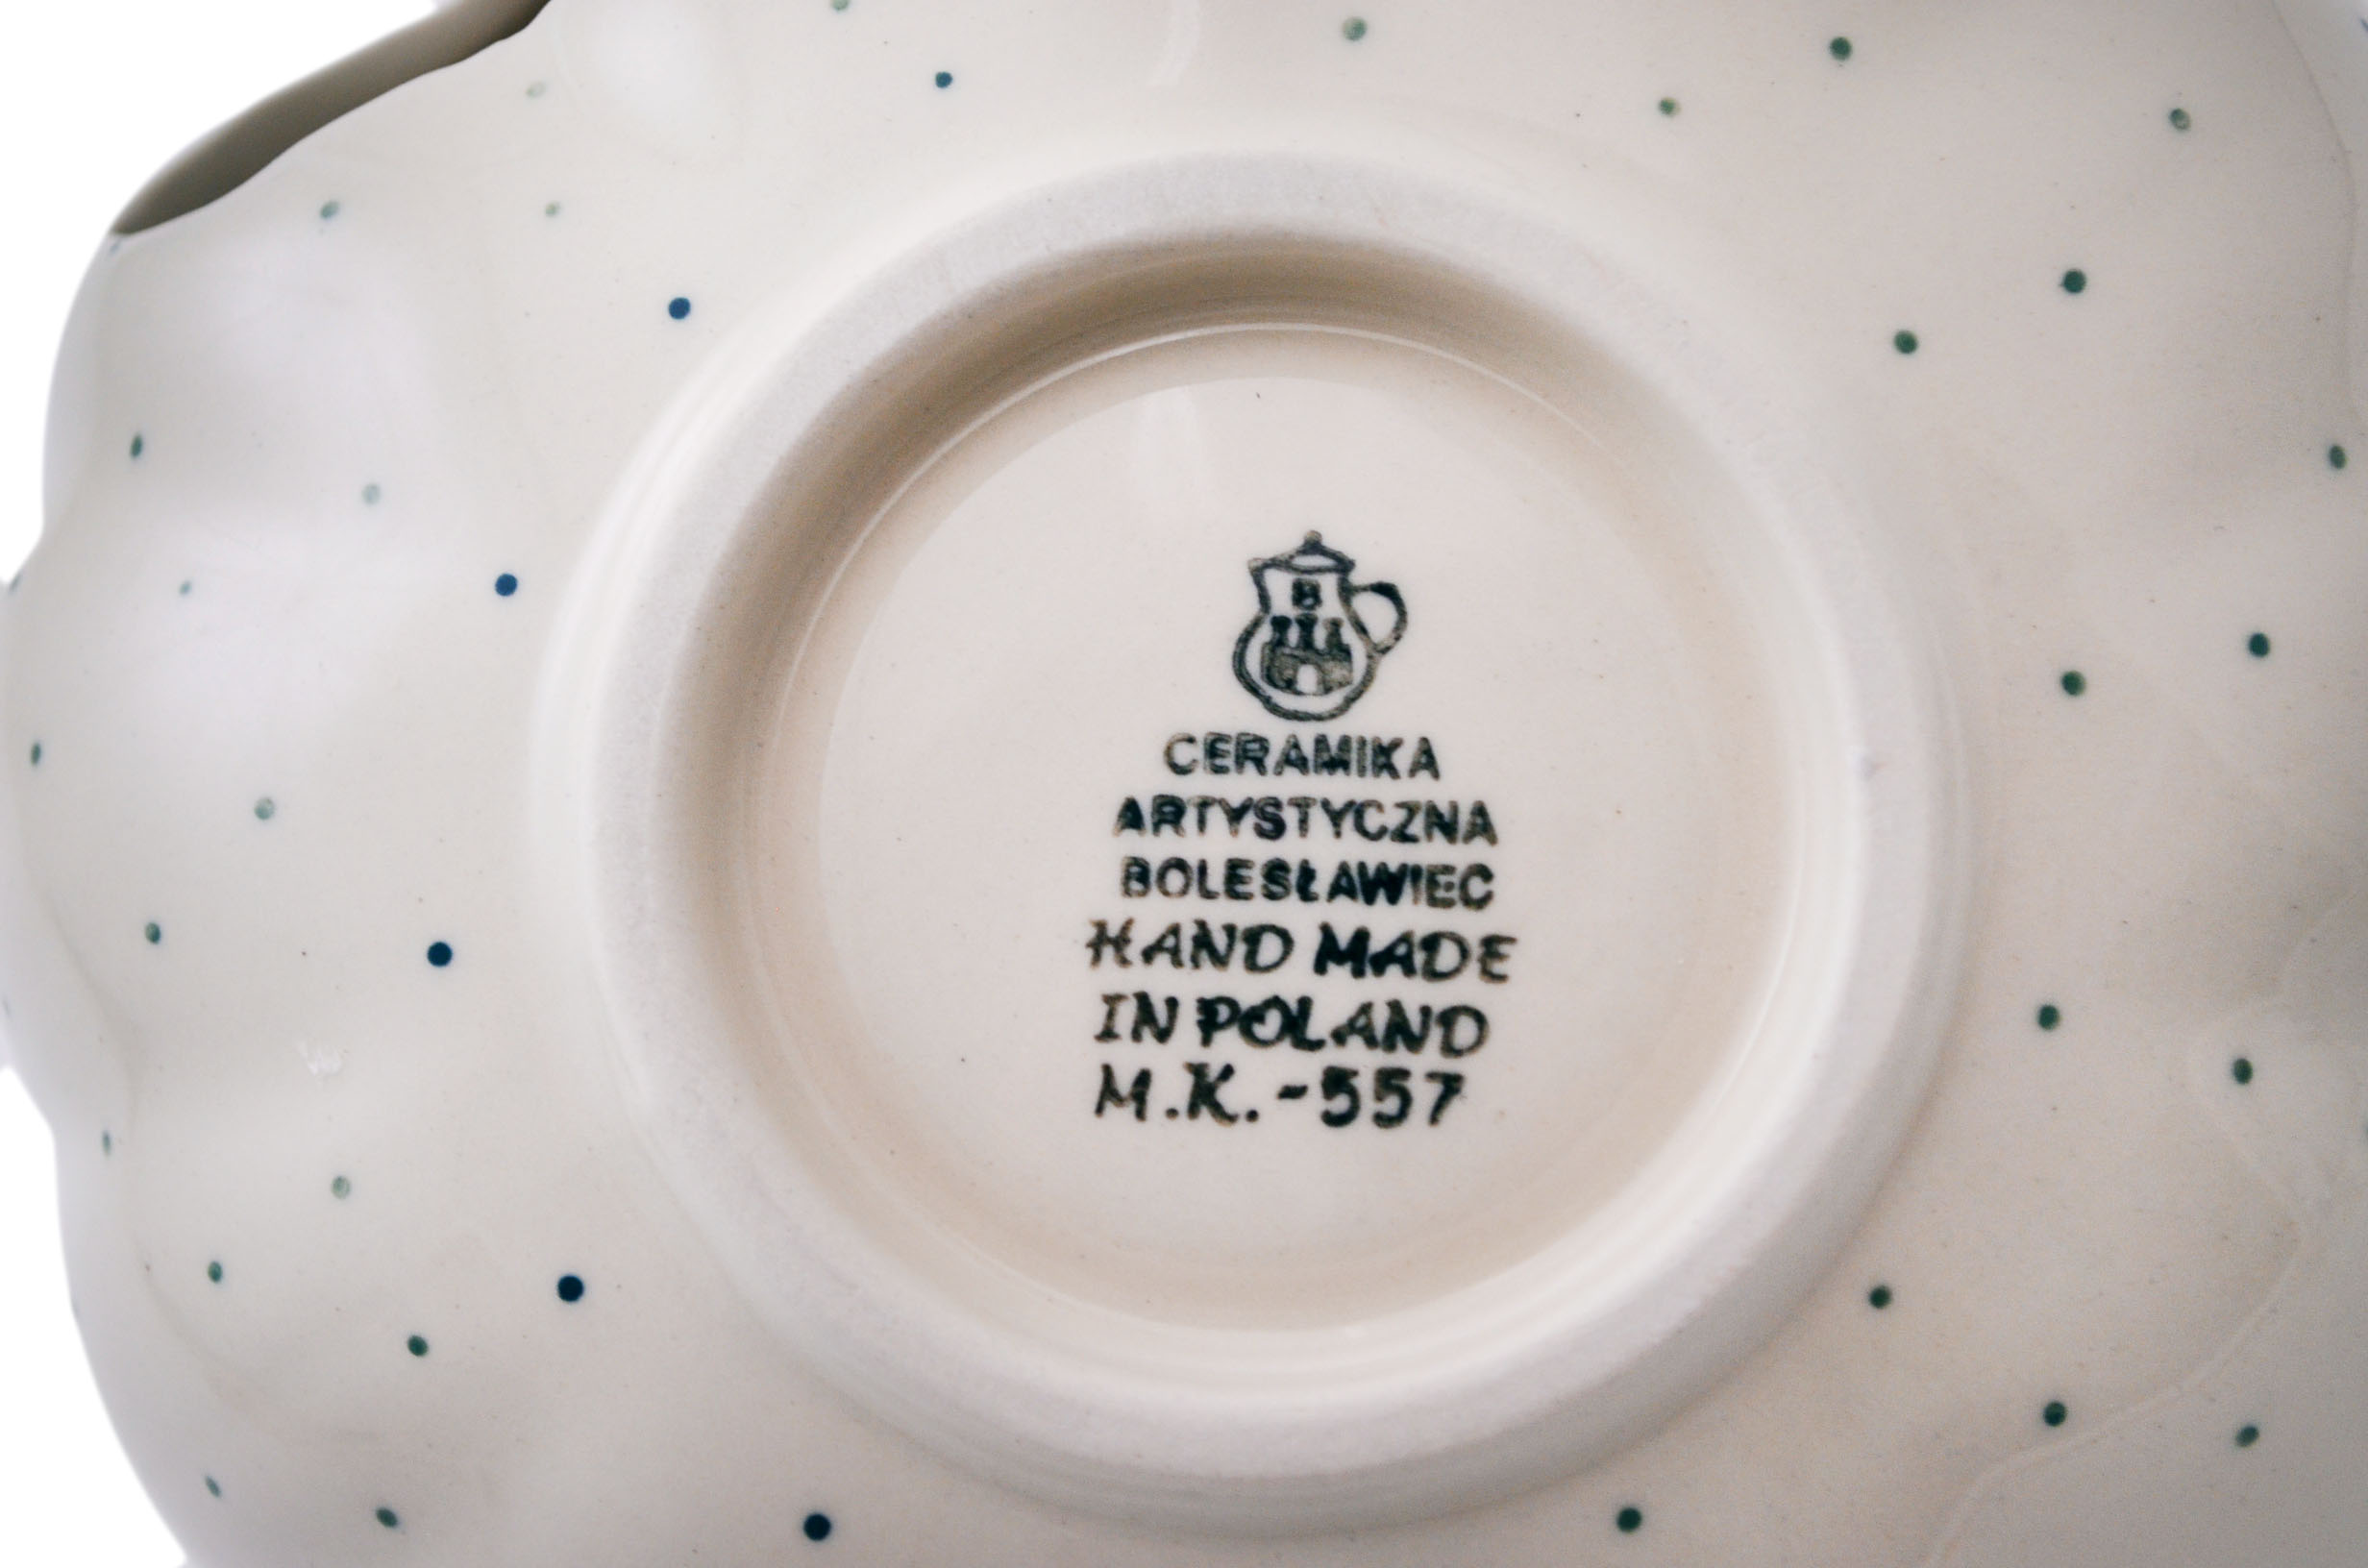 B
CERAMIKA
ARTYSTYCZNA
BOLESŁAWIEC
HAND MADE
IN POLAND
M.K.-557